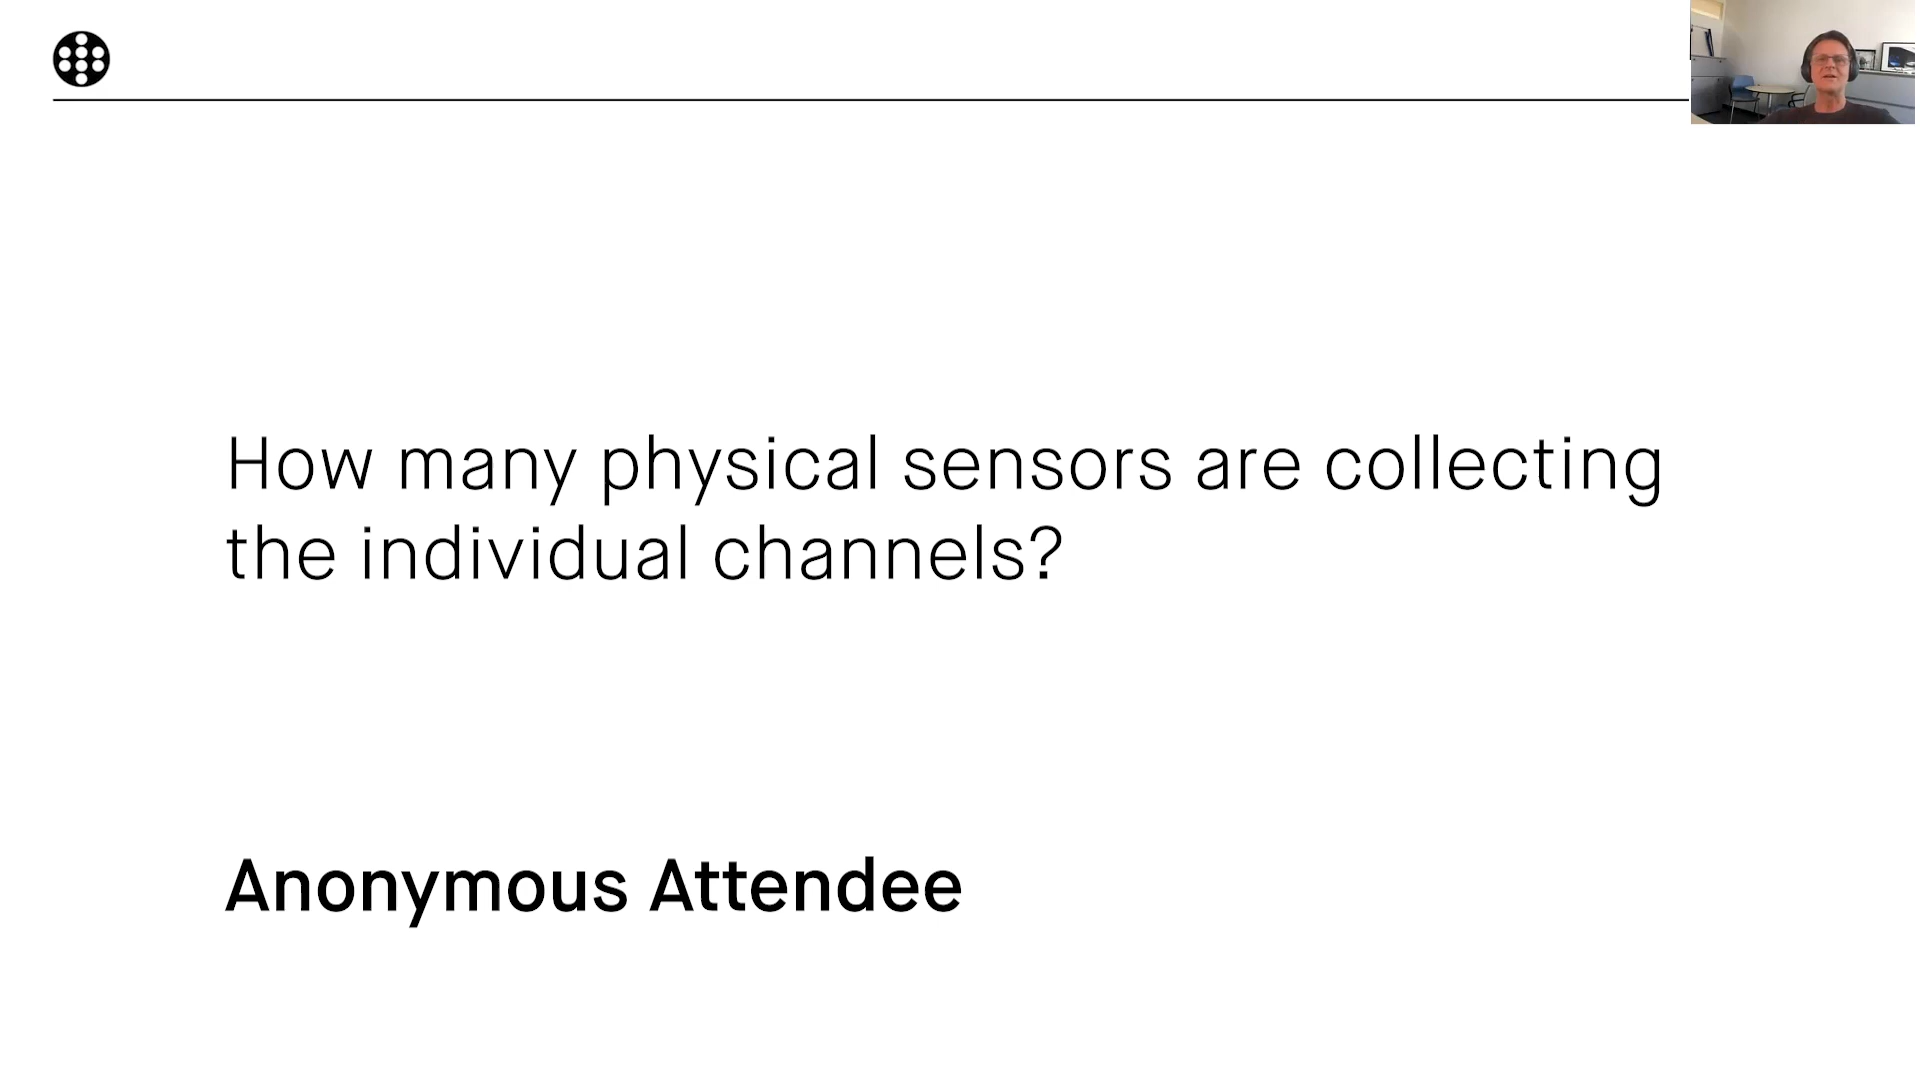 How many physical sensors are collecting
the individual channels?
Anonymous Attendee